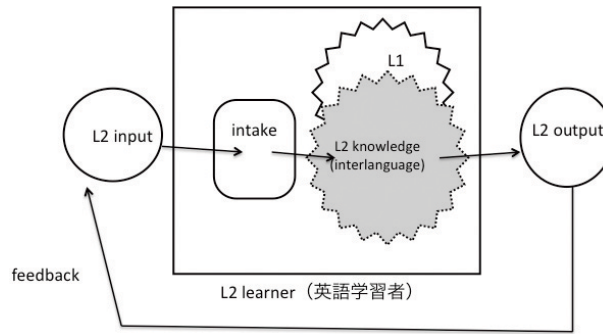 L1
L2 input
intake
L2 knowledge
(interlanguage)
L2 output
feedback
L2 learner（英語学習者）